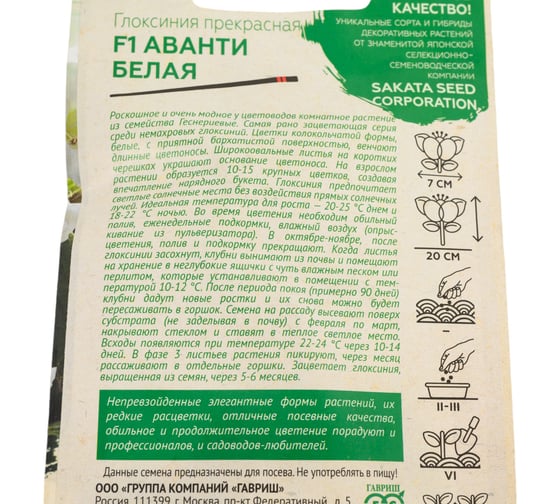 Глоксиния прекрасная
F1 АВАНТИ
БЕЛАЯ
КАЧЕСТВО!
УНИКАЛЬНЫЕ СОРТА И ГИБРИДЫ
ДЕКОРАТИВНЫХ РАСТЕНИЙ
ОТ ЗНАМЕНИТОЙ ЯПОНСКОЙ
СЕЛЕКЦИОННО-
СЕМЕНОВОДЧЕСКОЙ
КОМПАНИИ
SAKATA SEED
CORPORATION
Роскошное и очень модное у цветоводов комнатное растение
из семейства Геснериевые. Самая рано зацветающая серия
среди немахровых глоксиний. Цветки колокольчатой формы,
белые, с приятной бархатистой поверхностью, венчают
длинные цветоносы. Широкоовальные листья на коротких
черешках украшают основание цветоноса. На взрослом
растении образуется 10-15 крупных цветков, создавая
впечатление нарядного букета. Глоксиния предпочитает
светлые солнечные места без воздействия прямых солнечных
лучей. Идеальная температура для роста – 20-25 °С днем и
18-22 °С ночью. Во время цветения необходим обильный
полив, еженедельные подкормки, влажный воздух (опрыс-
кивание из пульверизатора). В октябре-ноябре, после
цветения, полив и подкормку прекращают. Когда листья
глоксинии засохнут, клубни вынимают из почвы и помещают
на хранение в неглубокие ящички с чуть влажным песком или
перлитом, которые устанавливают в помещении с тем-
пературой 10-12 °С. После периода покоя (примерно 90 дней)
клубни дадут новые ростки и их снова можно будет
пересаживать в горшок. Семена на рассаду высевают поверх
субстрата (не заделывая в почву) с февраля по март,
накрывают стеклом и ставят в теплое светлое место.
Всходы появляются при температуре 22-24 °С через 10-14
дней. В фазе 3 листьев растения пикируют, через месяц
рассаживают в отдельные горшки. Зацветает глоксиния,
выращенная из семян, через 5-6 месяцев.
7 СМ
20 СМ
–
II-III
VI
Непревзойденные элегантные формы растений, их
редкие расцветки, отличные посевные качества,
обильное и продолжительное цветение порадуют и
профессионалов, и садоводов-любителей.
Данные семена предназначены для посева. Не употреблять в пищу!
ООО «ГРУППА КОМПАНИЙ «ГАВРИШ»
Россия 111399 г. Москва, пр-кт Федеративный, д. 5
ГАВРИШ